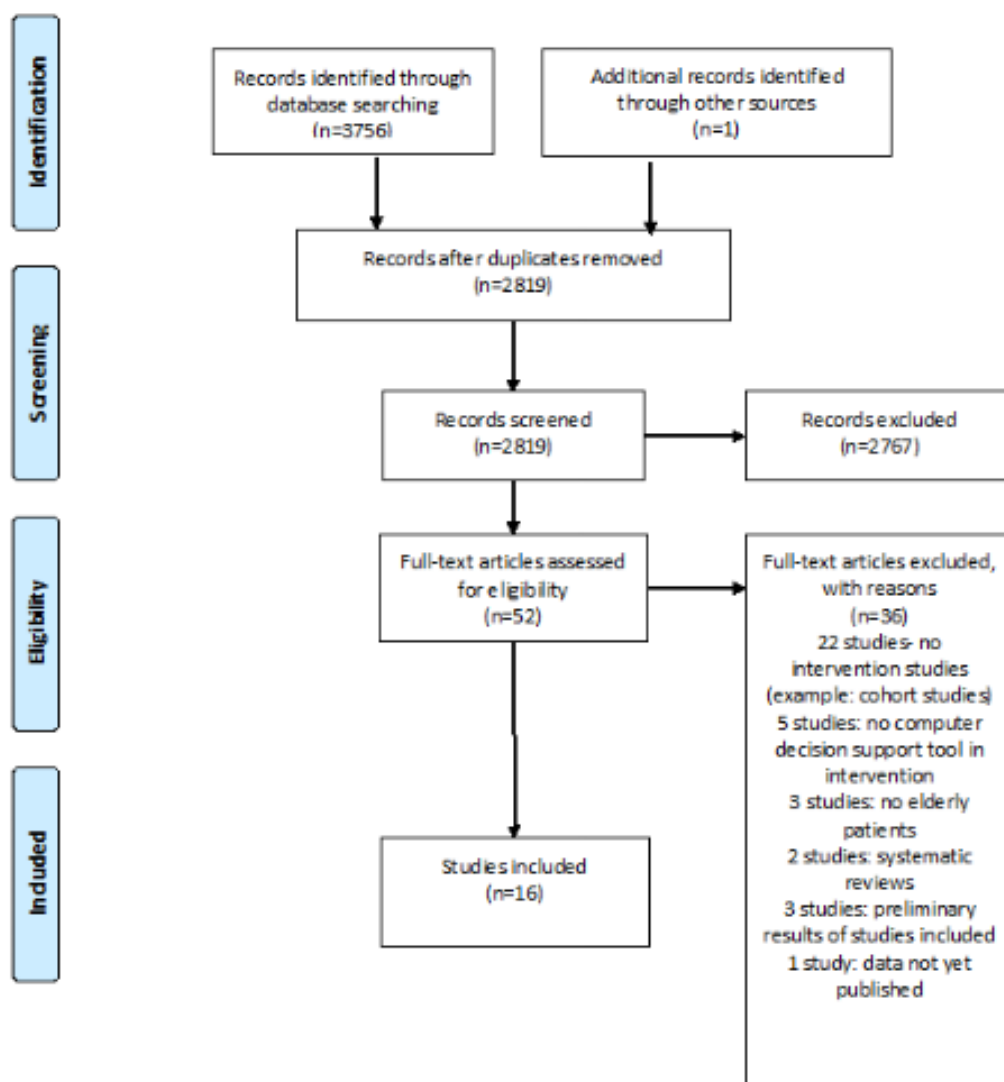 Identification
Records identified through
database searching
(n=3756)
Additional records identified
through other sources
(n=1)
Records after duplicates removed
(n=2819)
Screening
Records screened
(n=2819)
Records excluded
(n=2767)
Eligibility
Full-text articles assessed
for eligibility
(n=52)
Full-text articles excluded,
with reasons
(n=36)
22 studies- no
intervention studies
(example: cohort studies)
5 studies: no computer
decision support tool in
intervention
3 studies: no elderly
patients
2 studies: systematic
reviews
3 studies: preliminary
results of studies included
1 study: data not yet
published
Included
Studies included
(n=16)